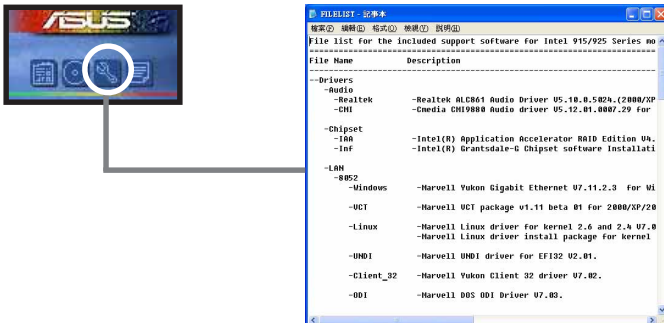 ASUS
FILELIST - 記事本
檔案(F) 編輯(E) 格式(O) 檢視(V) 說明(H)
File list for the included support software for Intel 915/925 Series mo
File Name Description
--Drivers
-Audio
-Realtek -Realtek ALC861 Audio Driver V5.10.0.5024.(2000/XP
-CMI -Cmedia CMI9880 Audio driver V5.12.01.0007.29 for
-Chipset
-IAA -Intel(R) Application Accelerator RAID Edition V4.
-Inf -Intel(R) Grantsdale-G Chipset software Installati
-LAN
-8052
-Windows -Marvell Yukon Gigabit Ethernet V7.11.2.3 for Wi
-VCT -Marvell VCT package v1.11 beta 01 for 2000/XP/20
-Linux -Marvell Linux driver for kernel 2.6 and 2.4 V7.0
-Marvell Linux driver install package for kernel
-UNDI -Marvell UNDI driver for EFI32 V2.01.
-Client_32 -Marvell Yukon Client 32 driver V7.02.
-ODI -Marvell DOS ODI Driver V7.03.